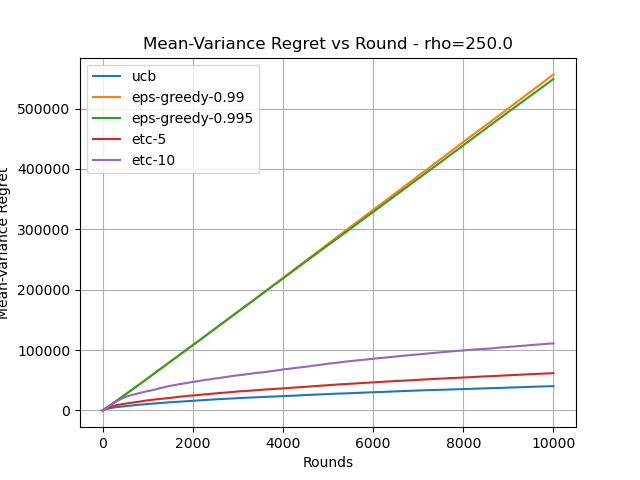 Mean-Variance Regret vs Round - rho=250.0
ucb
eps-greedy-0.99
eps-greedy-0.995
etc-5
etc-10
Mean-Variance Regret
500000
400000
300000
200000
100000
0
0 2000 4000 6000 8000 10000
Rounds